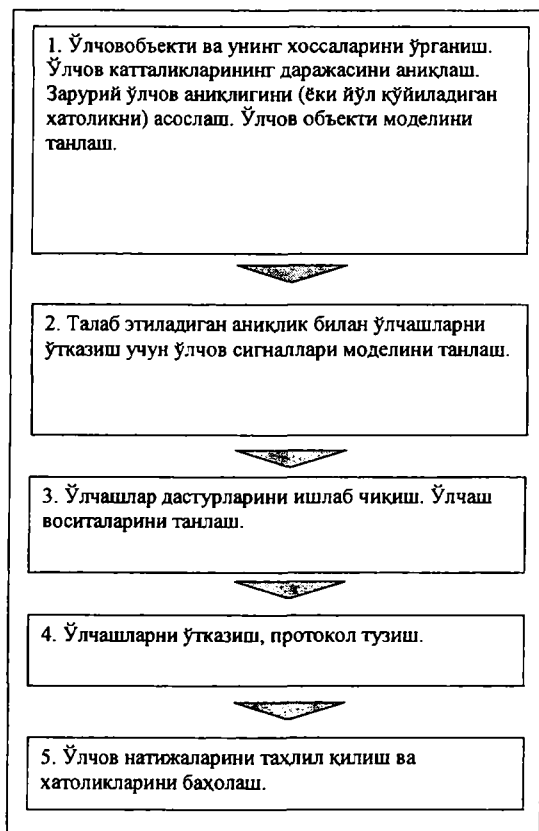 1. Ўлчовобъекти ва унинг хоссаларини ўрганиш.
Ўлчов катталикларининг даражасини аниқлаш.
Зарурий ўлчов аниқлигини (ёки йўл қўйиладиган
хатоликни) асослаш. Ўлчов объекти моделини
танлаш.
2. Талаб этиладиган аниқлик билан ўлчашларни
ўтказиш учун ўлчов сигналлари моделини танлаш.
3. Ўлчашлар дастурларини ишлаб чиқиш. Ўлчаш
воситаларини танлаш.
4. Ўлчашларни ўтказиш, протокол тузиш.
5. Ўлчов натижаларини таҳлил қилиш ва
хатоликларини баҳолаш.